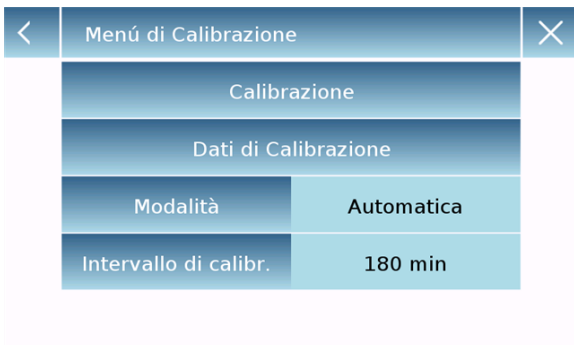 Menú di Calibrazione
Calibrazione
Dati di Calibrazione
Modalità Automatica
Intervallo di calibr. 180 min